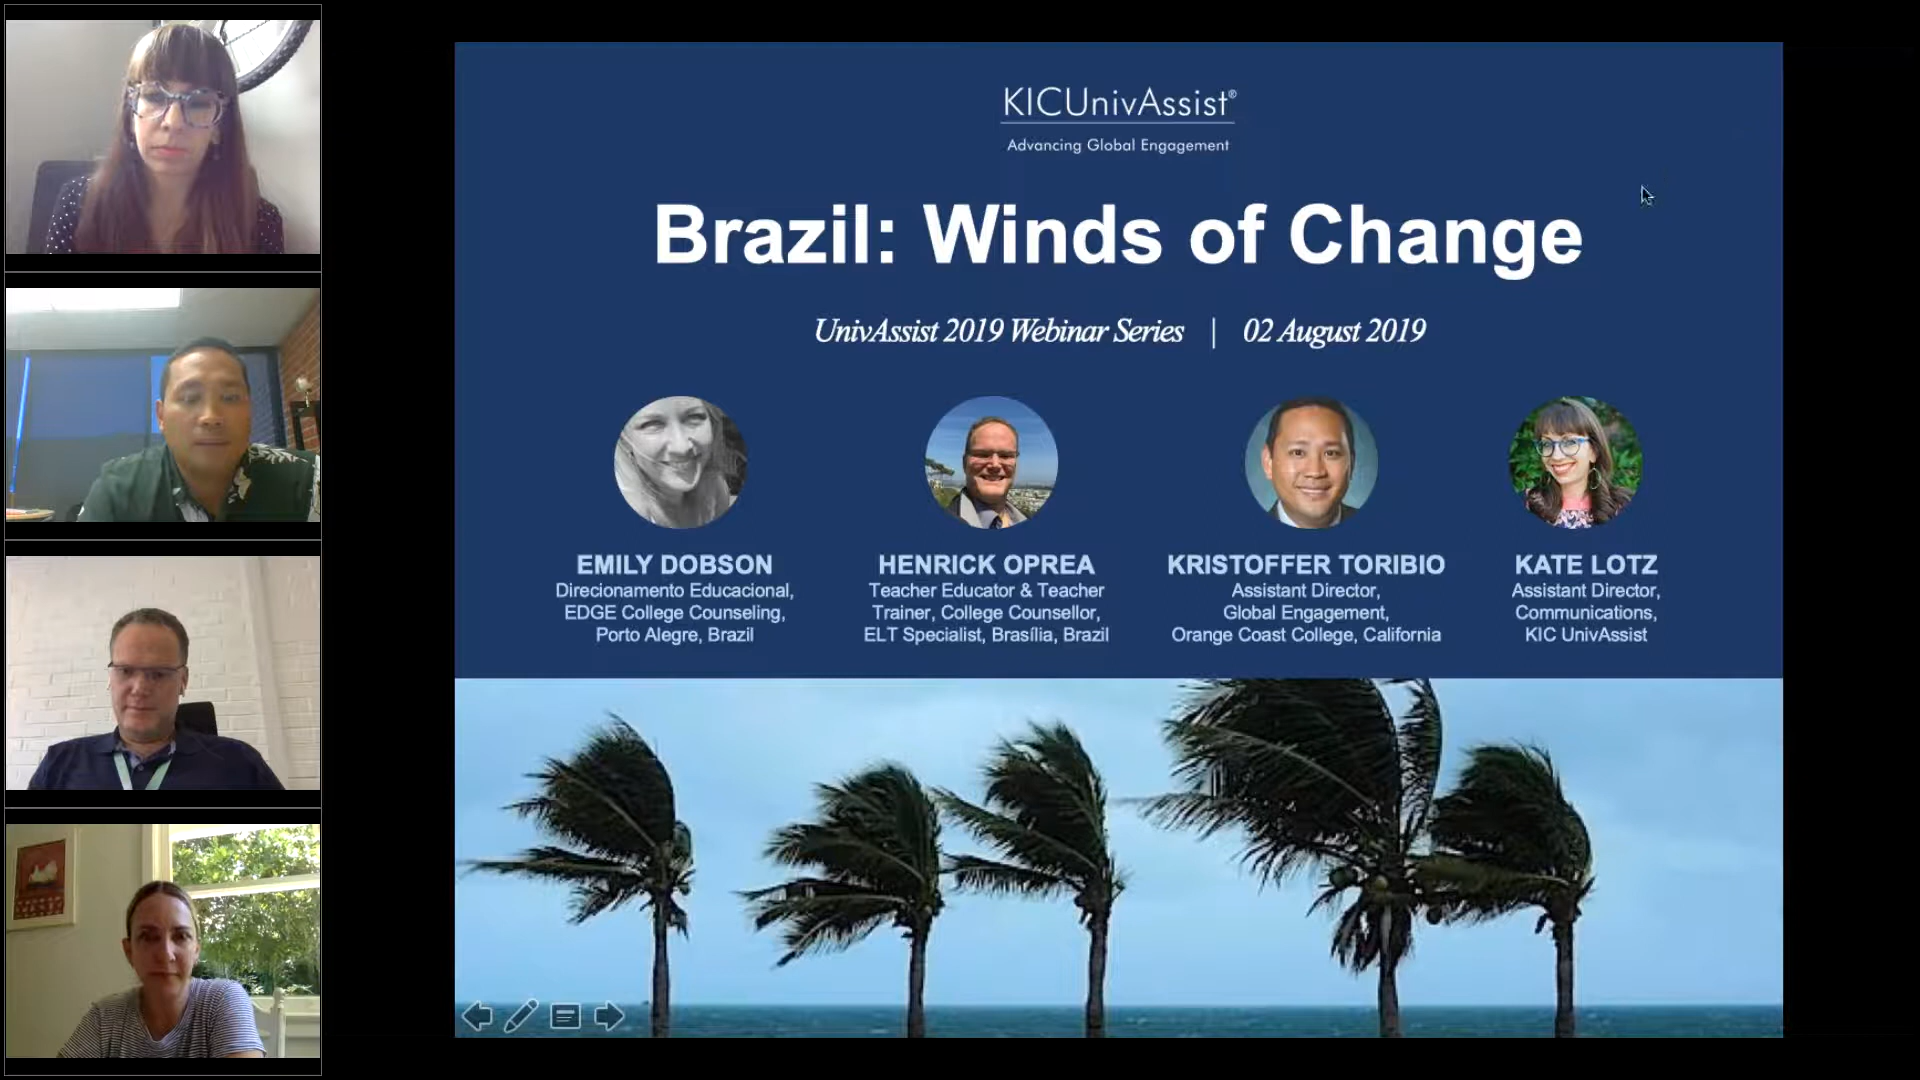 KICUnivAssist®
Advancing Global Engagement
Brazil: Winds of Change
UnivAssist 2019 Webinar Series | 02 August 2019
EMILY DOBSON
Direcionamento Educacional,
EDGE College Counseling,
Porto Alegre, Brazil
HENRICK OPREA
Teacher Educator & Teacher
Trainer, College Counsellor,
ELT Specialist, Brasília, Brazil
KRISTOFFER TORIBIO
Assistant Director,
Global Engagement,
Orange Coast College, California
KATE LOTZ
Assistant Director,
Communications,
KIC UnivAssist